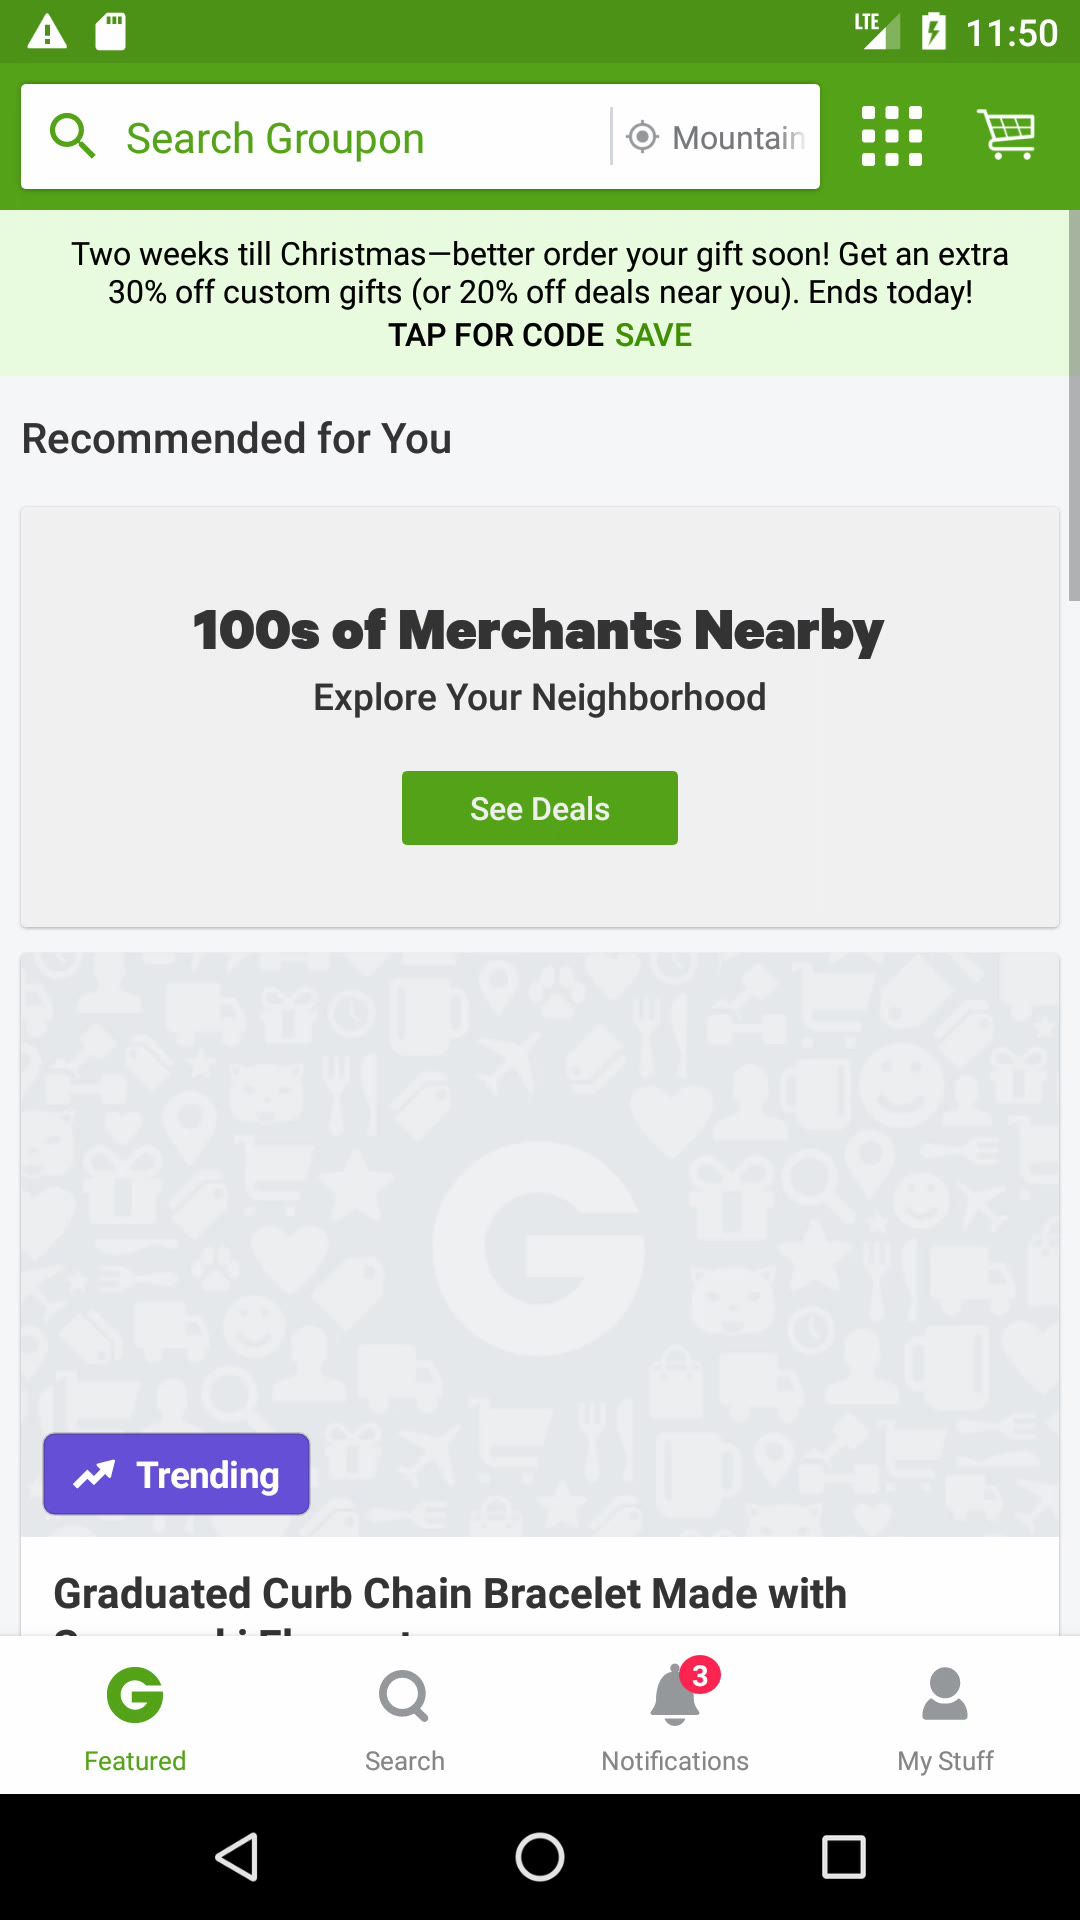 LTE 11:50
Search Groupon Mountain
Two weeks till Christmas—better order your gift soon! Get an extra
30% off custom gifts (or 20% off deals near you). Ends today!
TAP FOR CODE SAVE
Recommended for You
100s of Merchants Nearby
Explore Your Neighborhood
See Deals
G
Trending
Graduated Curb Chain Bracelet Made with
G
3
Featured Search Notifications My Stuff